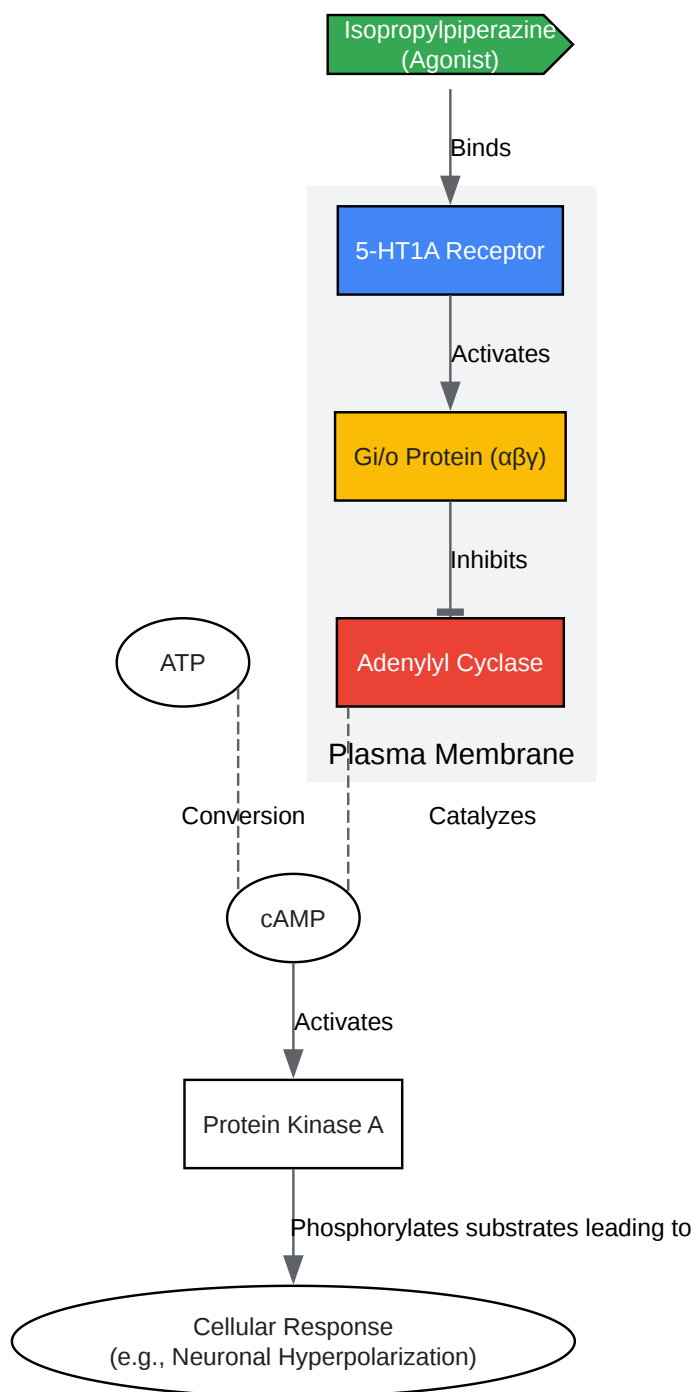 Isopropylpiperazine
(Agonist)
Binds
5-HT1A Receptor
Activates
Gi/o Protein (αβγ)
Inhibits
ATP
Adenylyl Cyclase
Plasma Membrane
Conversion
Catalyzes
cAMP
Activates
Protein Kinase A
Phosphorylates substrates leading to
Cellular Response
(e.g., Neuronal Hyperpolarization)